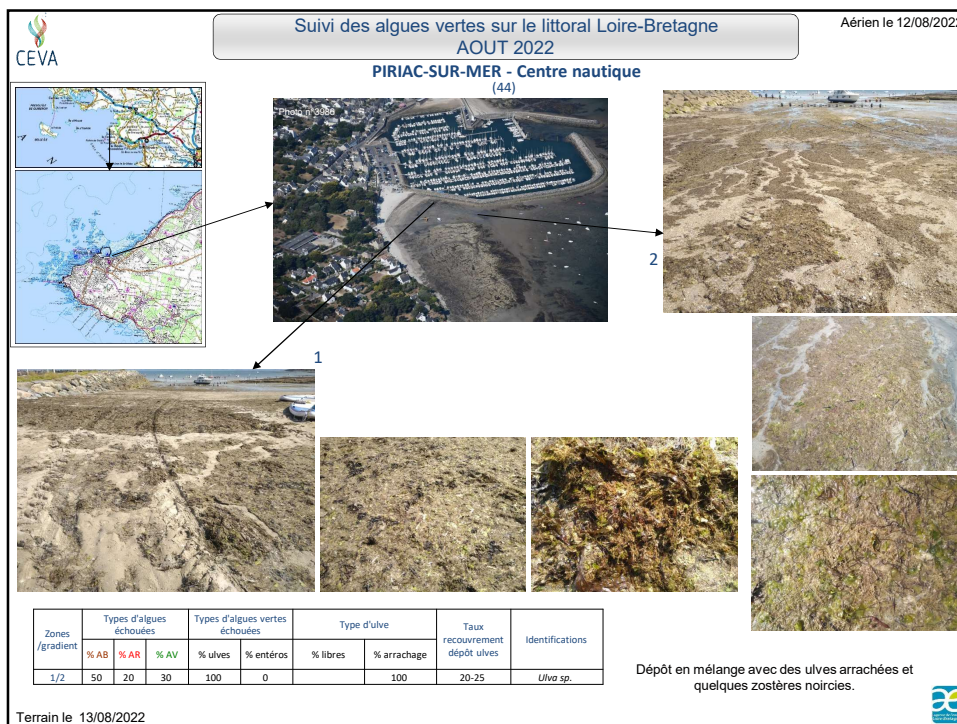 CEVA
Suivi des algues vertes sur le littoral Loire-Bretagne
AOUT 2022
Aérien le 12/08/2022
PIRIAC-SUR-MER - Centre nautique
(44)
Photo n°3986
2
1
Zones /gradient
Types d'algues échouées
Types d'algues vertes échouées
Type d'ulve
Taux recouvrement dépôt ulves
Identifications
% AB % AR % AV % ulves % entéros % libres % arrachage
1/2 50 20 30 100 0 100 20-25 Ulva sp.
Dépôt en mélange avec des ulves arrachées et
quelques zostères noircies.
Terrain le 13/08/2022